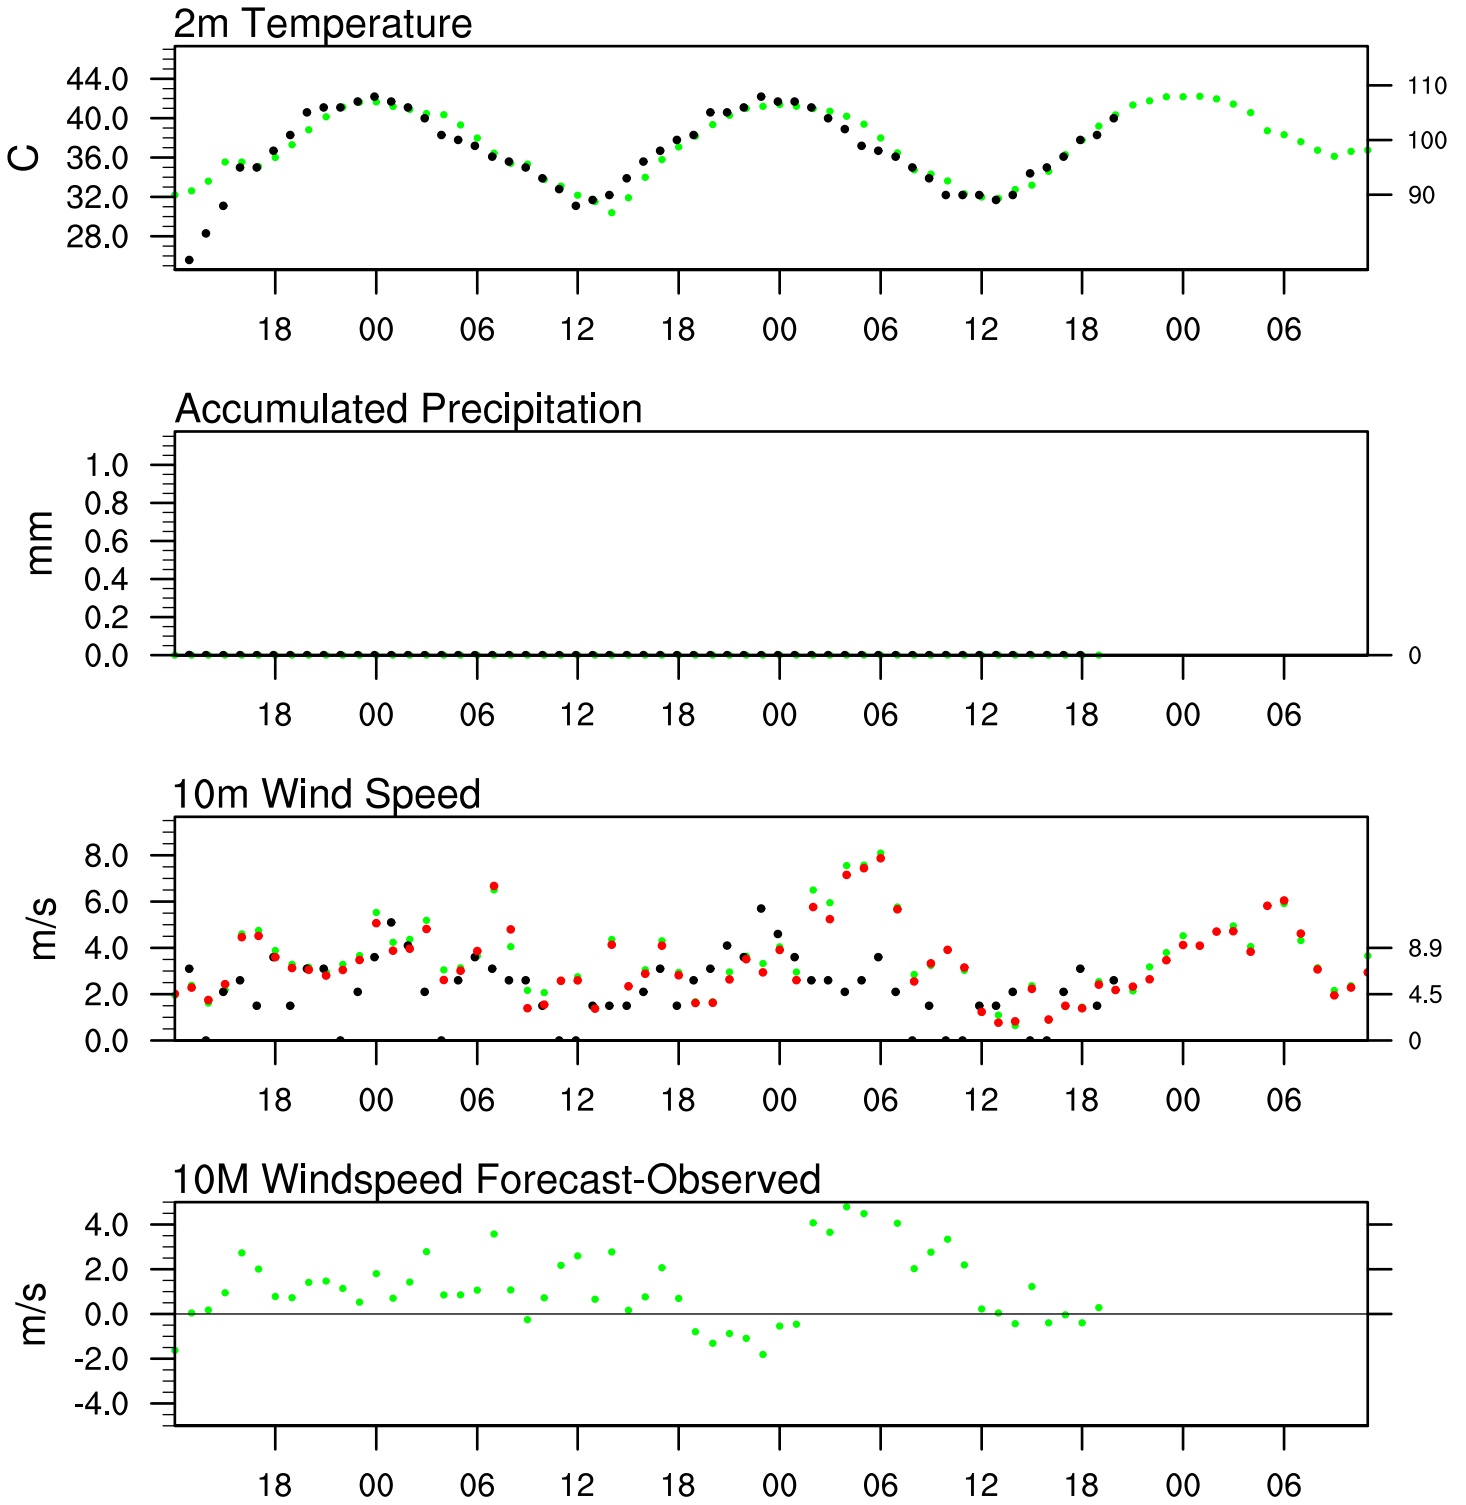 2m Temperature
44.0
40.0
36.0
32.0
28.0
C
110
100
90
18 00 06 12 18 00 06 12 18 00 06
Accumulated Precipitation
1.0
0.8
0.6
0.4
0.2
0.0
mm
0
18 00 06 12 18 00 06 12 18 00 06
10m Wind Speed
8.0
6.0
4.0
2.0
0.0
m/s
8.9
4.5
0
18 00 06 12 18 00 06 12 18 00 06
10M Windspeed Forecast-Observed
4.0
2.0
0.0
-2.0
-4.0
m/s
18 00 06 12 18 00 06 12 18 00 06